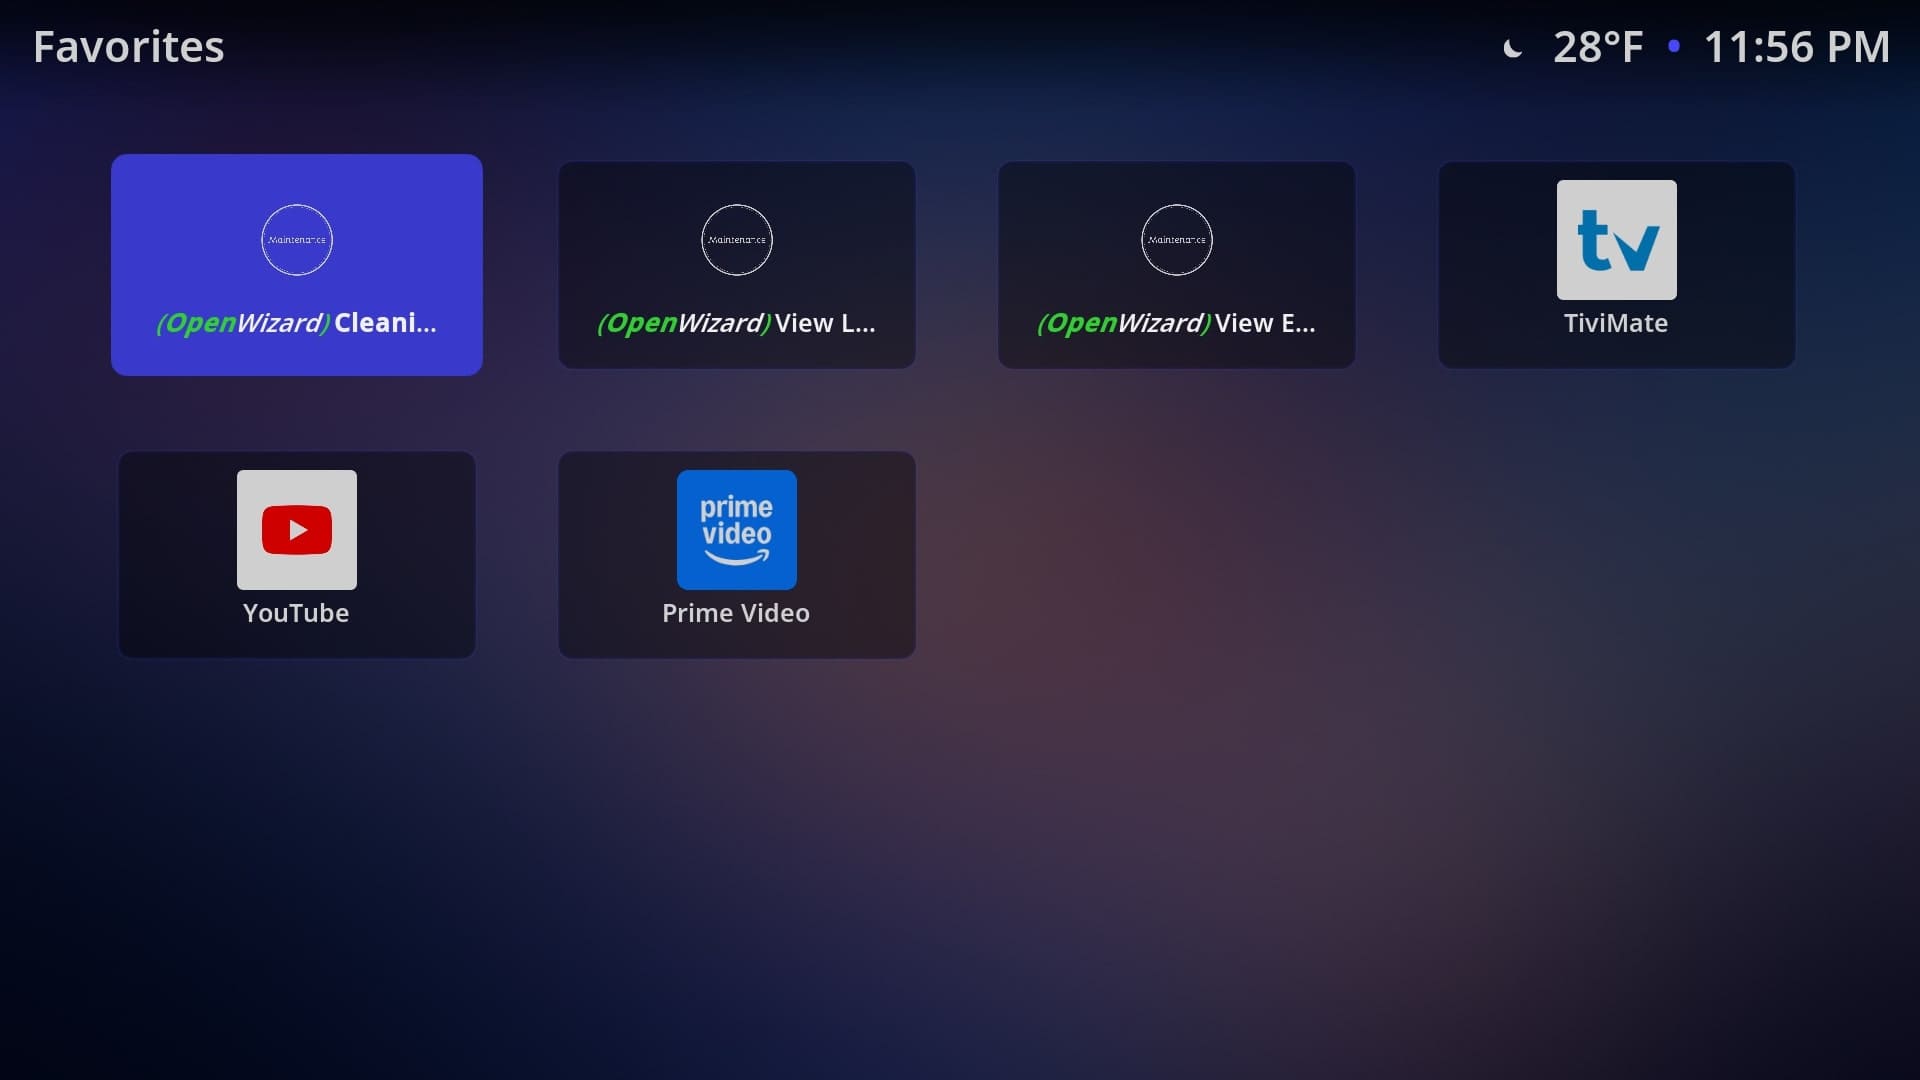 Favorites
28°F • 11:56 PM
Maintenance
(OpenWizard) Cleani...
Maintenance
(OpenWizard) View L...
Maintenance
(OpenWizard) View E...
tv
TiviMate
YouTube
prime
video
Prime Video